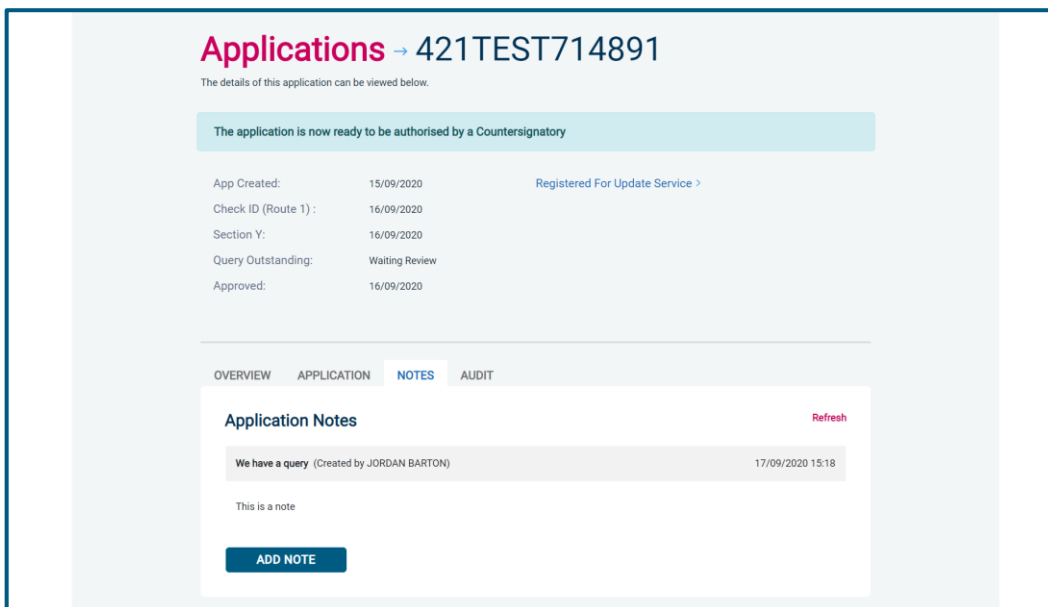 Applications → 421TEST714891
The details of this application can be viewed below.
The application is now ready to be authorised by a Countersignatory
App Created: 15/09/2020 Registered For Update Service >
Check ID (Route 1) : 16/09/2020
Section Y: 16/09/2020
Query Outstanding: Waiting Review
Approved: 16/09/2020
OVERVIEW APPLICATION NOTES AUDIT
Application Notes Refresh
We have a query (Created by JORDAN BARTON) 17/09/2020 15:18
This is a note
ADD NOTE